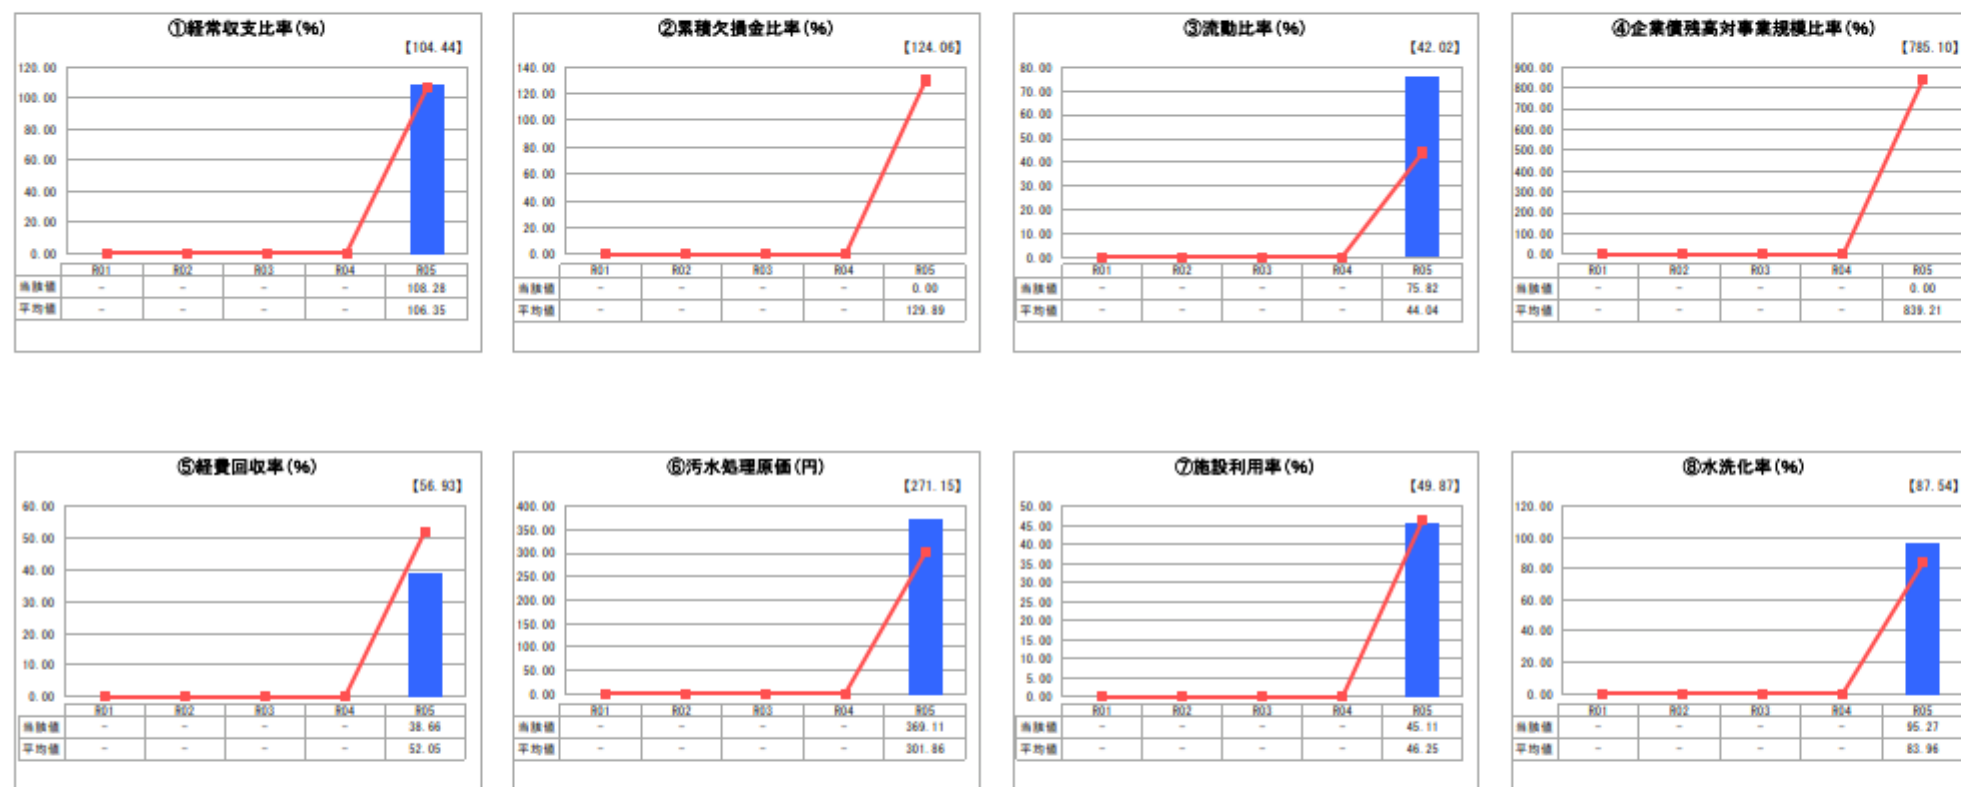 ①経常収支比率(%)
【104.44】
120.00
100.00
80.00
60.00
40.00
20.00
0.00
R01 R02 R03 R04 R05
当該値 - - - - 108.28
平均値 - - - - 106.35
②累積欠損金比率(%)
【124.06】
140.00
120.00
100.00
80.00
60.00
40.00
20.00
0.00
R01 R02 R03 R04 R05
当該値 - - - - 0.00
平均値 - - - - 129.89
③流動比率(%)
【42.02】
80.00
70.00
60.00
50.00
40.00
30.00
20.00
10.00
0.00
R01 R02 R03 R04 R05
当該値 - - - - 75.82
平均値 - - - - 44.04
④企業債残高対事業規模比率(%)
【785.10】
900.00
800.00
700.00
600.00
500.00
400.00
300.00
200.00
100.00
0.00
R01 R02 R03 R04 R05
当該値 - - - - 0.00
平均値 - - - - 839.21
⑤経費回収率(%)
【56.93】
60.00
50.00
40.00
30.00
20.00
10.00
0.00
R01 R02 R03 R04 R05
当該値 - - - - 38.66
平均値 - - - - 52.05
⑥汚水処理原価(円)
【271.15】
400.00
350.00
300.00
250.00
200.00
150.00
100.00
50.00
0.00
R01 R02 R03 R04 R05
当該値 - - - - 369.11
平均値 - - - - 301.86
⑦施設利用率(%)
【49.87】
50.00
45.00
40.00
35.00
30.00
25.00
20.00
15.00
10.00
5.00
0.00
R01 R02 R03 R04 R05
当該値 - - - - 45.11
平均値 - - - - 46.25
⑧水洗化率(%)
【87.54】
120.00
100.00
80.00
60.00
40.00
20.00
0.00
R01 R02 R03 R04 R05
当該値 - - - - 95.27
平均値 - - - - 83.96